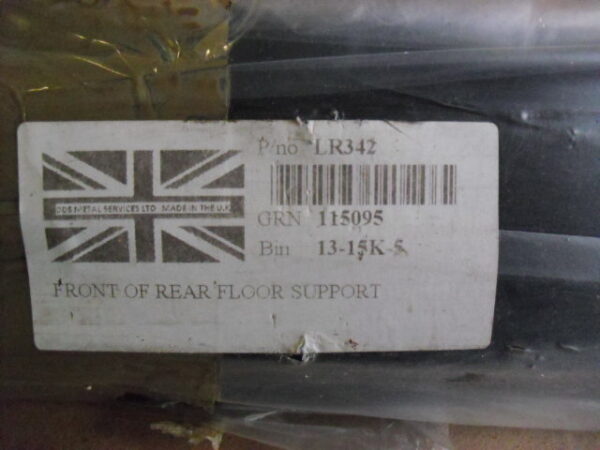 P/no LR342
DDS METAL SERVICES LTD MADE IN THE U.K
GRN 115095
Bin 13-15K-5
FRONT OF REAR FLOOR SUPPORT